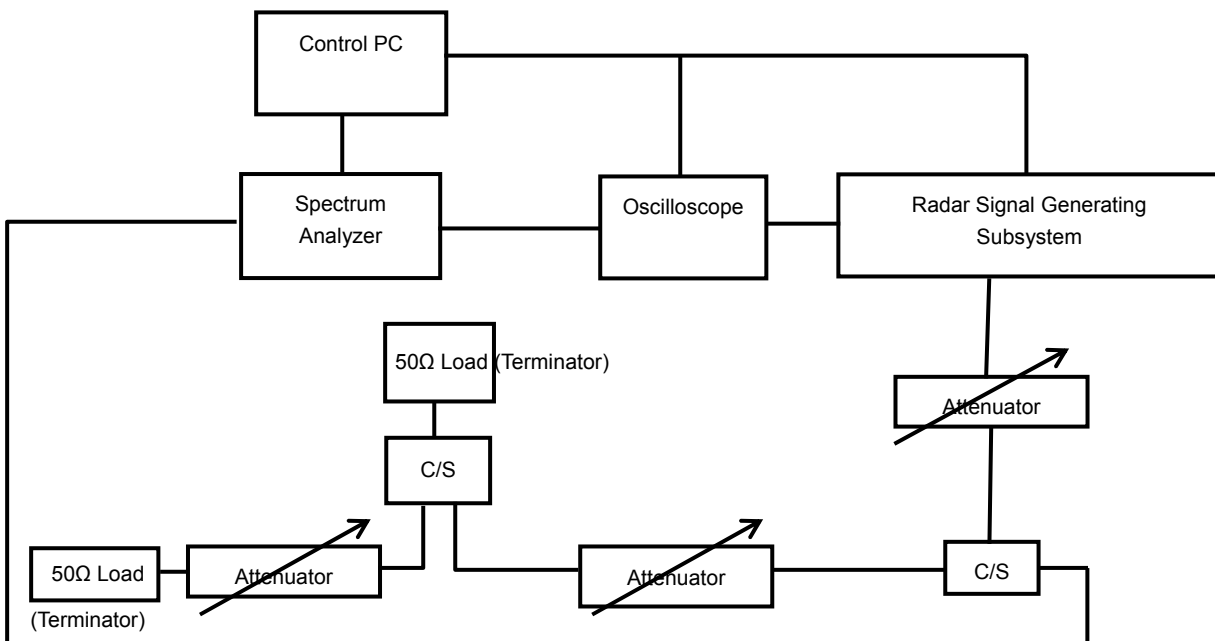 Control PC
Spectrum
Analyzer
Oscilloscope
Radar Signal Generating
Subsystem
50Ω Load (Terminator)
Attenuator
C/S
50Ω Load
(Terminator)
Attenuator
Attenuator
C/S